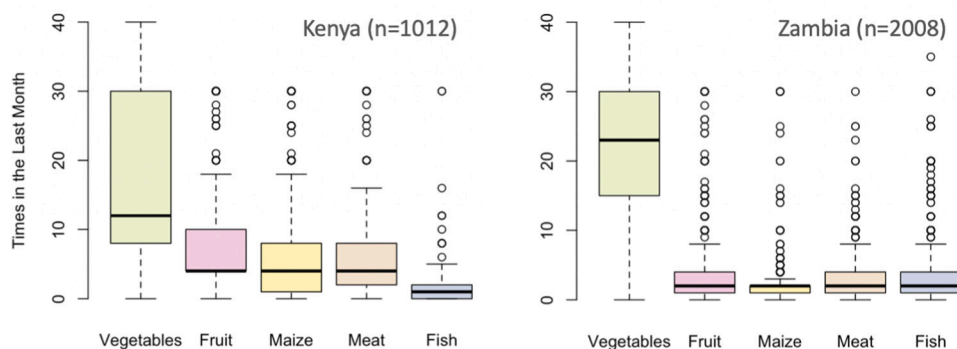 Kenya (n=1012)
Times in the Last Month
40
30
20
10
0
Vegetables Fruit Maize Meat Fish
Zambia (n=2008)
40
30
20
10
0
Vegetables Fruit Maize Meat Fish